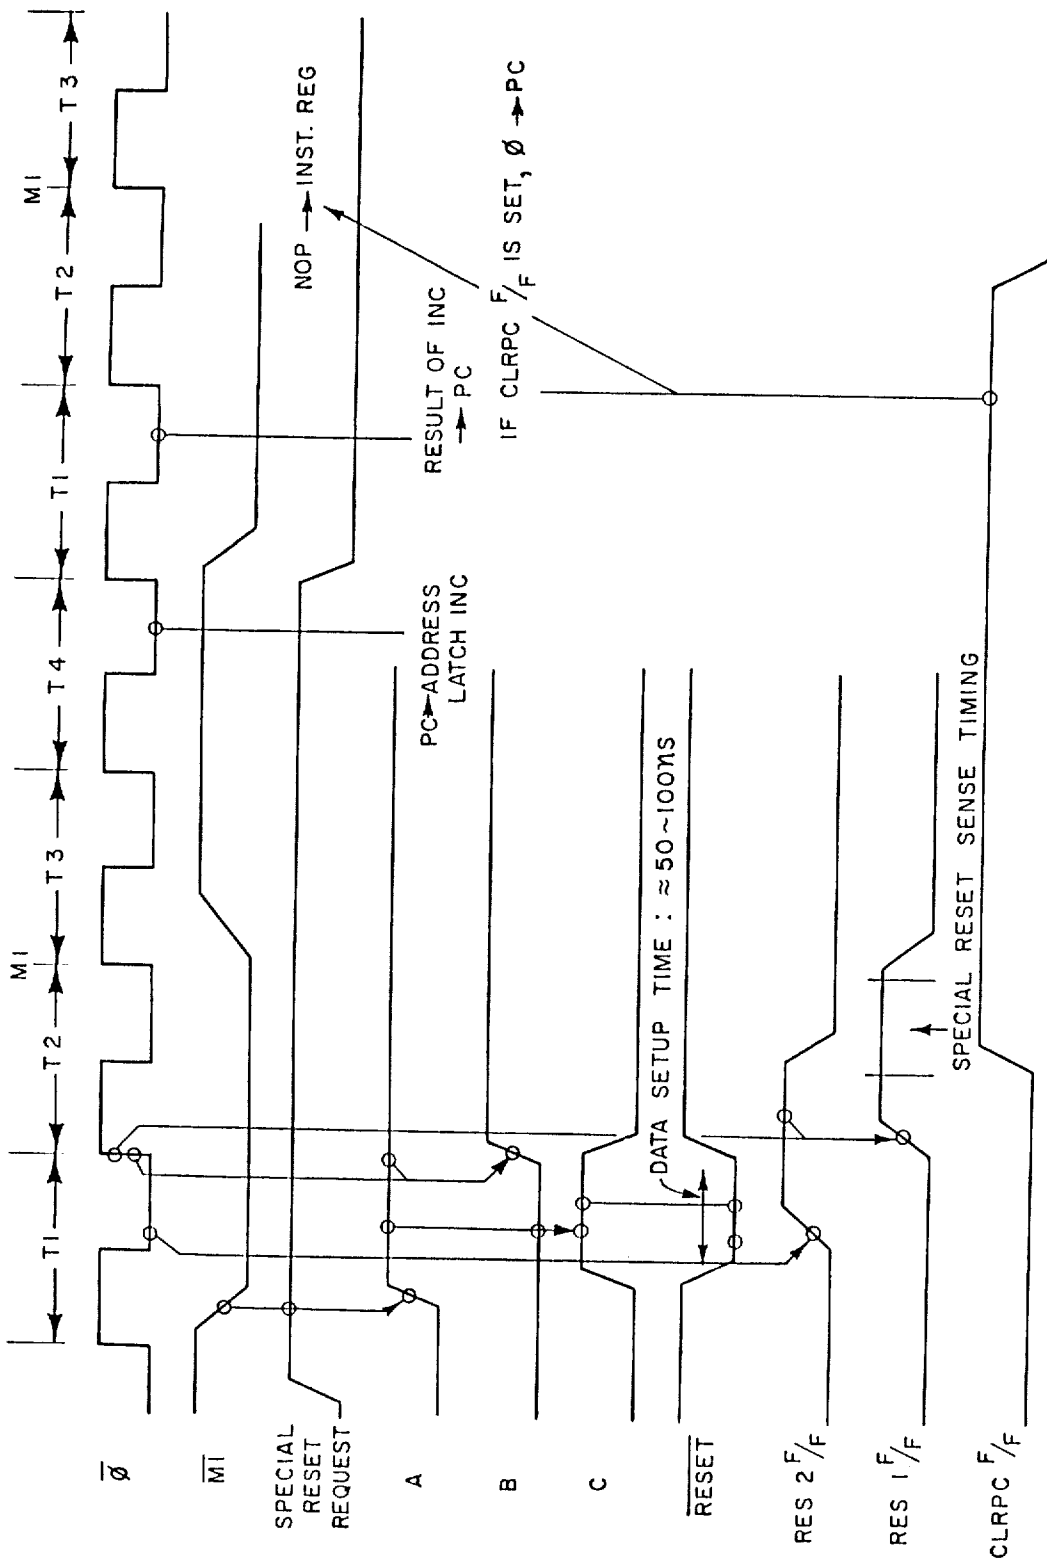 M1 M1
T1 T2 T3 T4 T1 T2 T3
Ø
M1
SPECIAL
RESET
REQUEST
NOP → INST. REG
A
PC→ADDRESS
LATCH INC
RESULT OF INC
→ PC
B
IF CLRPC F/F IS SET, Ø → PC
C
DATA SETUP TIME : ≈ 50~100ns
RESET
RES 2 F/F
RES 1 F/F
SPECIAL RESET SENSE TIMING
CLRPC F/F